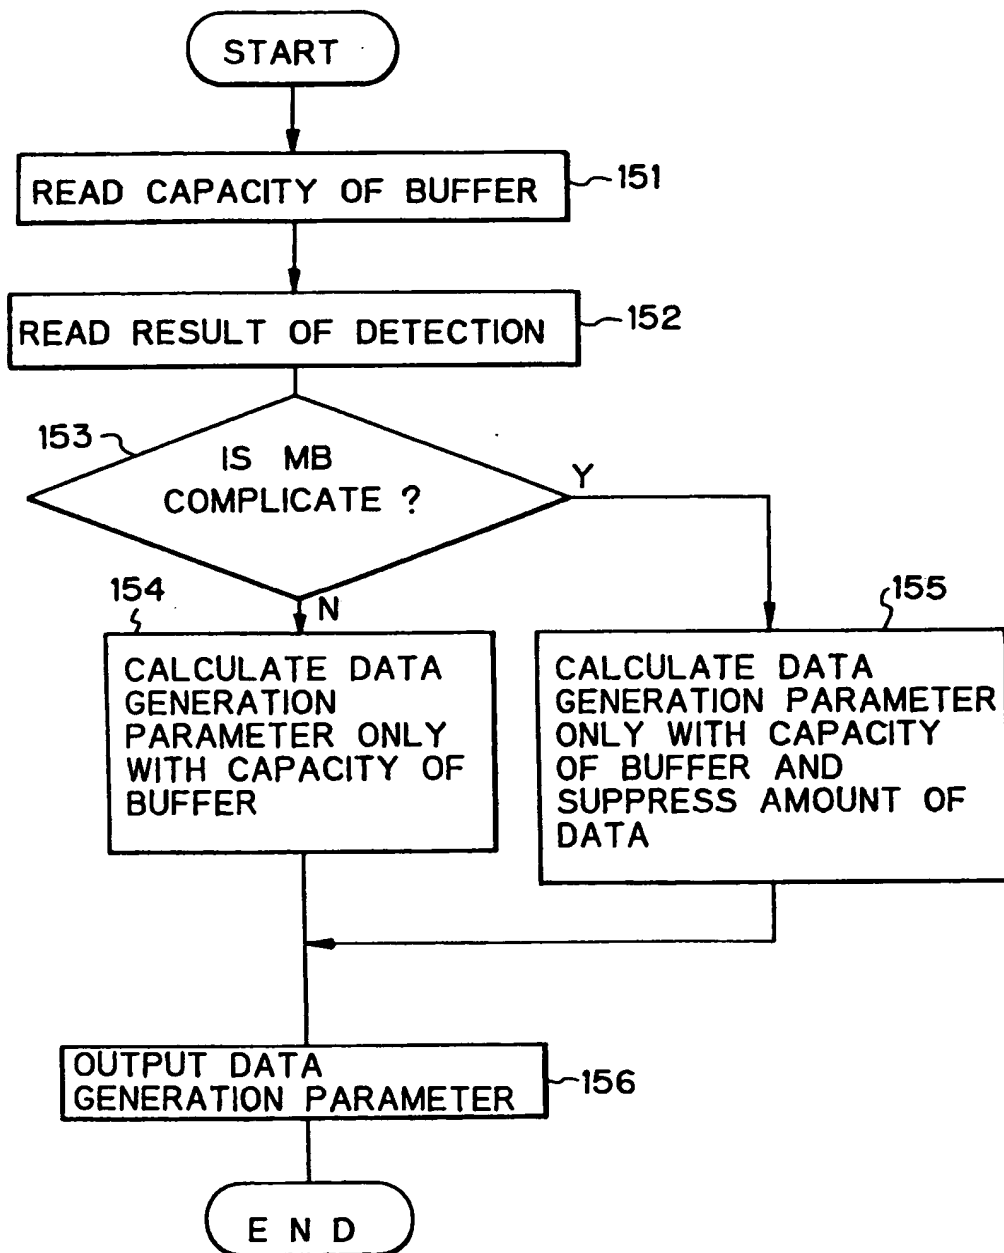 START
READ CAPACITY OF BUFFER
151
READ RESULT OF DETECTION
152
153
IS MB
COMPLICATE ?
Y
N
154
CALCULATE DATA
GENERATION
PARAMETER ONLY
WITH CAPACITY OF
BUFFER
155
CALCULATE DATA
GENERATION PARAMETER
ONLY WITH CAPACITY
OF BUFFER AND
SUPPRESS AMOUNT OF
DATA
OUTPUT DATA
GENERATION PARAMETER
156
END